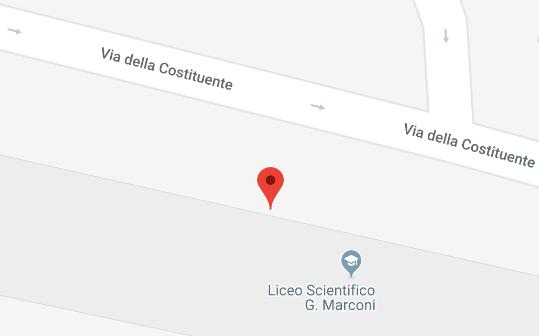 Via della Costituente
Via della Costituente
Liceo Scientifico
G. Marconi